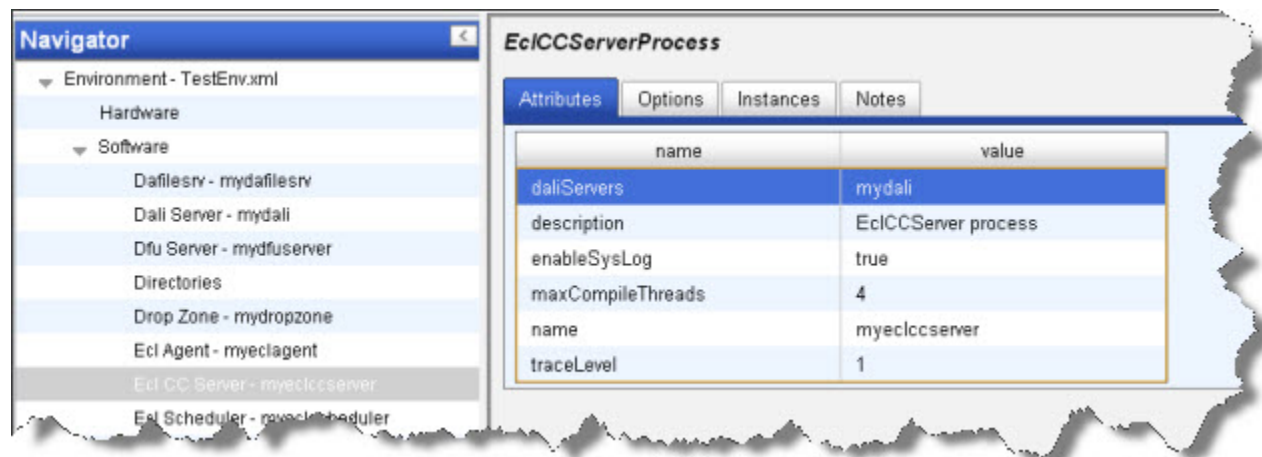 Navigator
Environment - TestEnv.xml
Hardware
Software
Dafilesrv - mydafilesrv
Dali Server - mydali
Dfu Server - mydfuserver
Directories
Drop Zone - mydropzone
Ecl Agent - myeclagent
Ecl CC Server - myeclccserver
Scheduler -
EclCCServerProcess
Attributes Options Instances Notes
name value
daliServers mydali
description EclCCServer process
enableSysLog true
maxCompileThreads 4
name myeclccserver
traceLevel 1